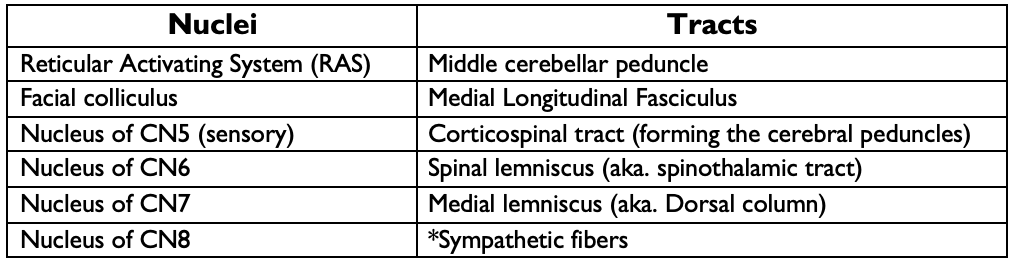 Nuclei Tracts
Reticular Activating System (RAS) Middle cerebellar peduncle
Facial colliculus Medial Longitudinal Fasciculus
Nucleus of CN5 (sensory) Corticospinal tract (forming the cerebral peduncles)
Nucleus of CN6 Spinal lemniscus (aka. spinothalamic tract)
Nucleus of CN7 Medial lemniscus (aka. Dorsal column)
Nucleus of CN8 *Sympathetic fibers